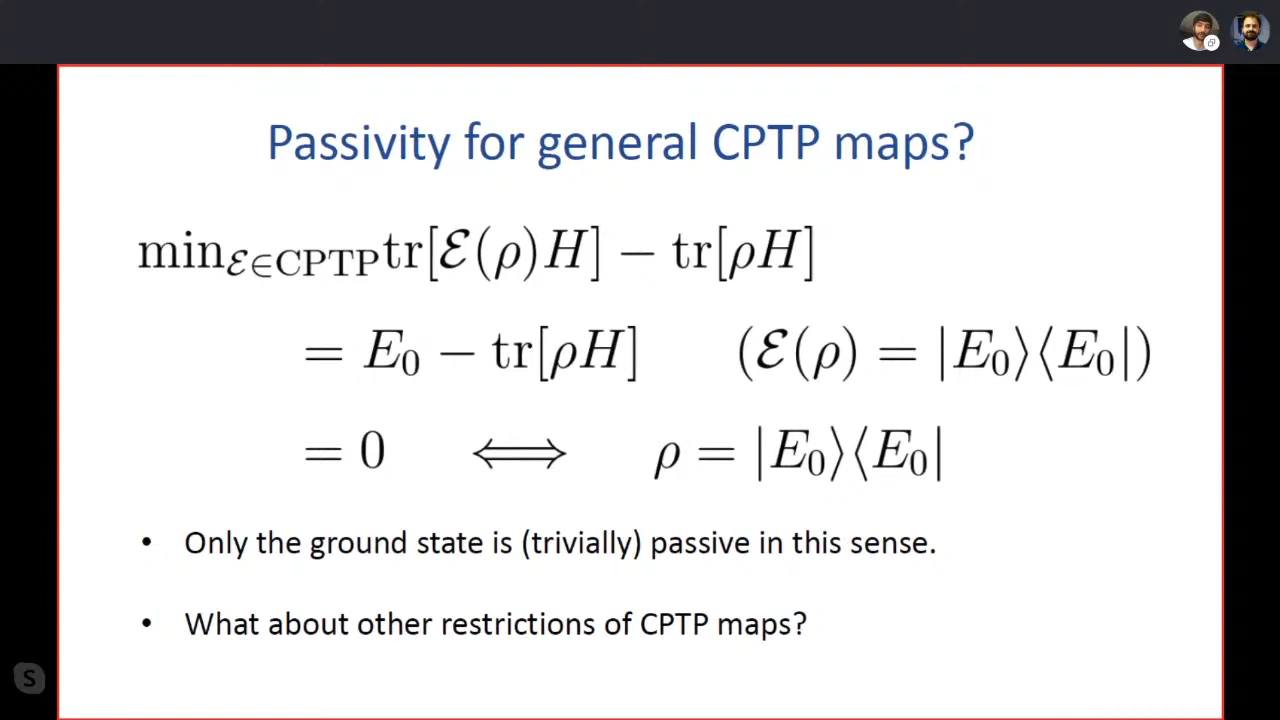 Passivity for general CPTP maps?
min_{ℰ∈CPTP} tr[ℰ(ρ)H] − tr[ρH]
= E₀ − tr[ρH] (ℰ(ρ) = |E₀⟩⟨E₀|)
= 0 ⟺ ρ = |E₀⟩⟨E₀|
• Only the ground state is (trivially) passive in this sense.
• What about other restrictions of CPTP maps?
S